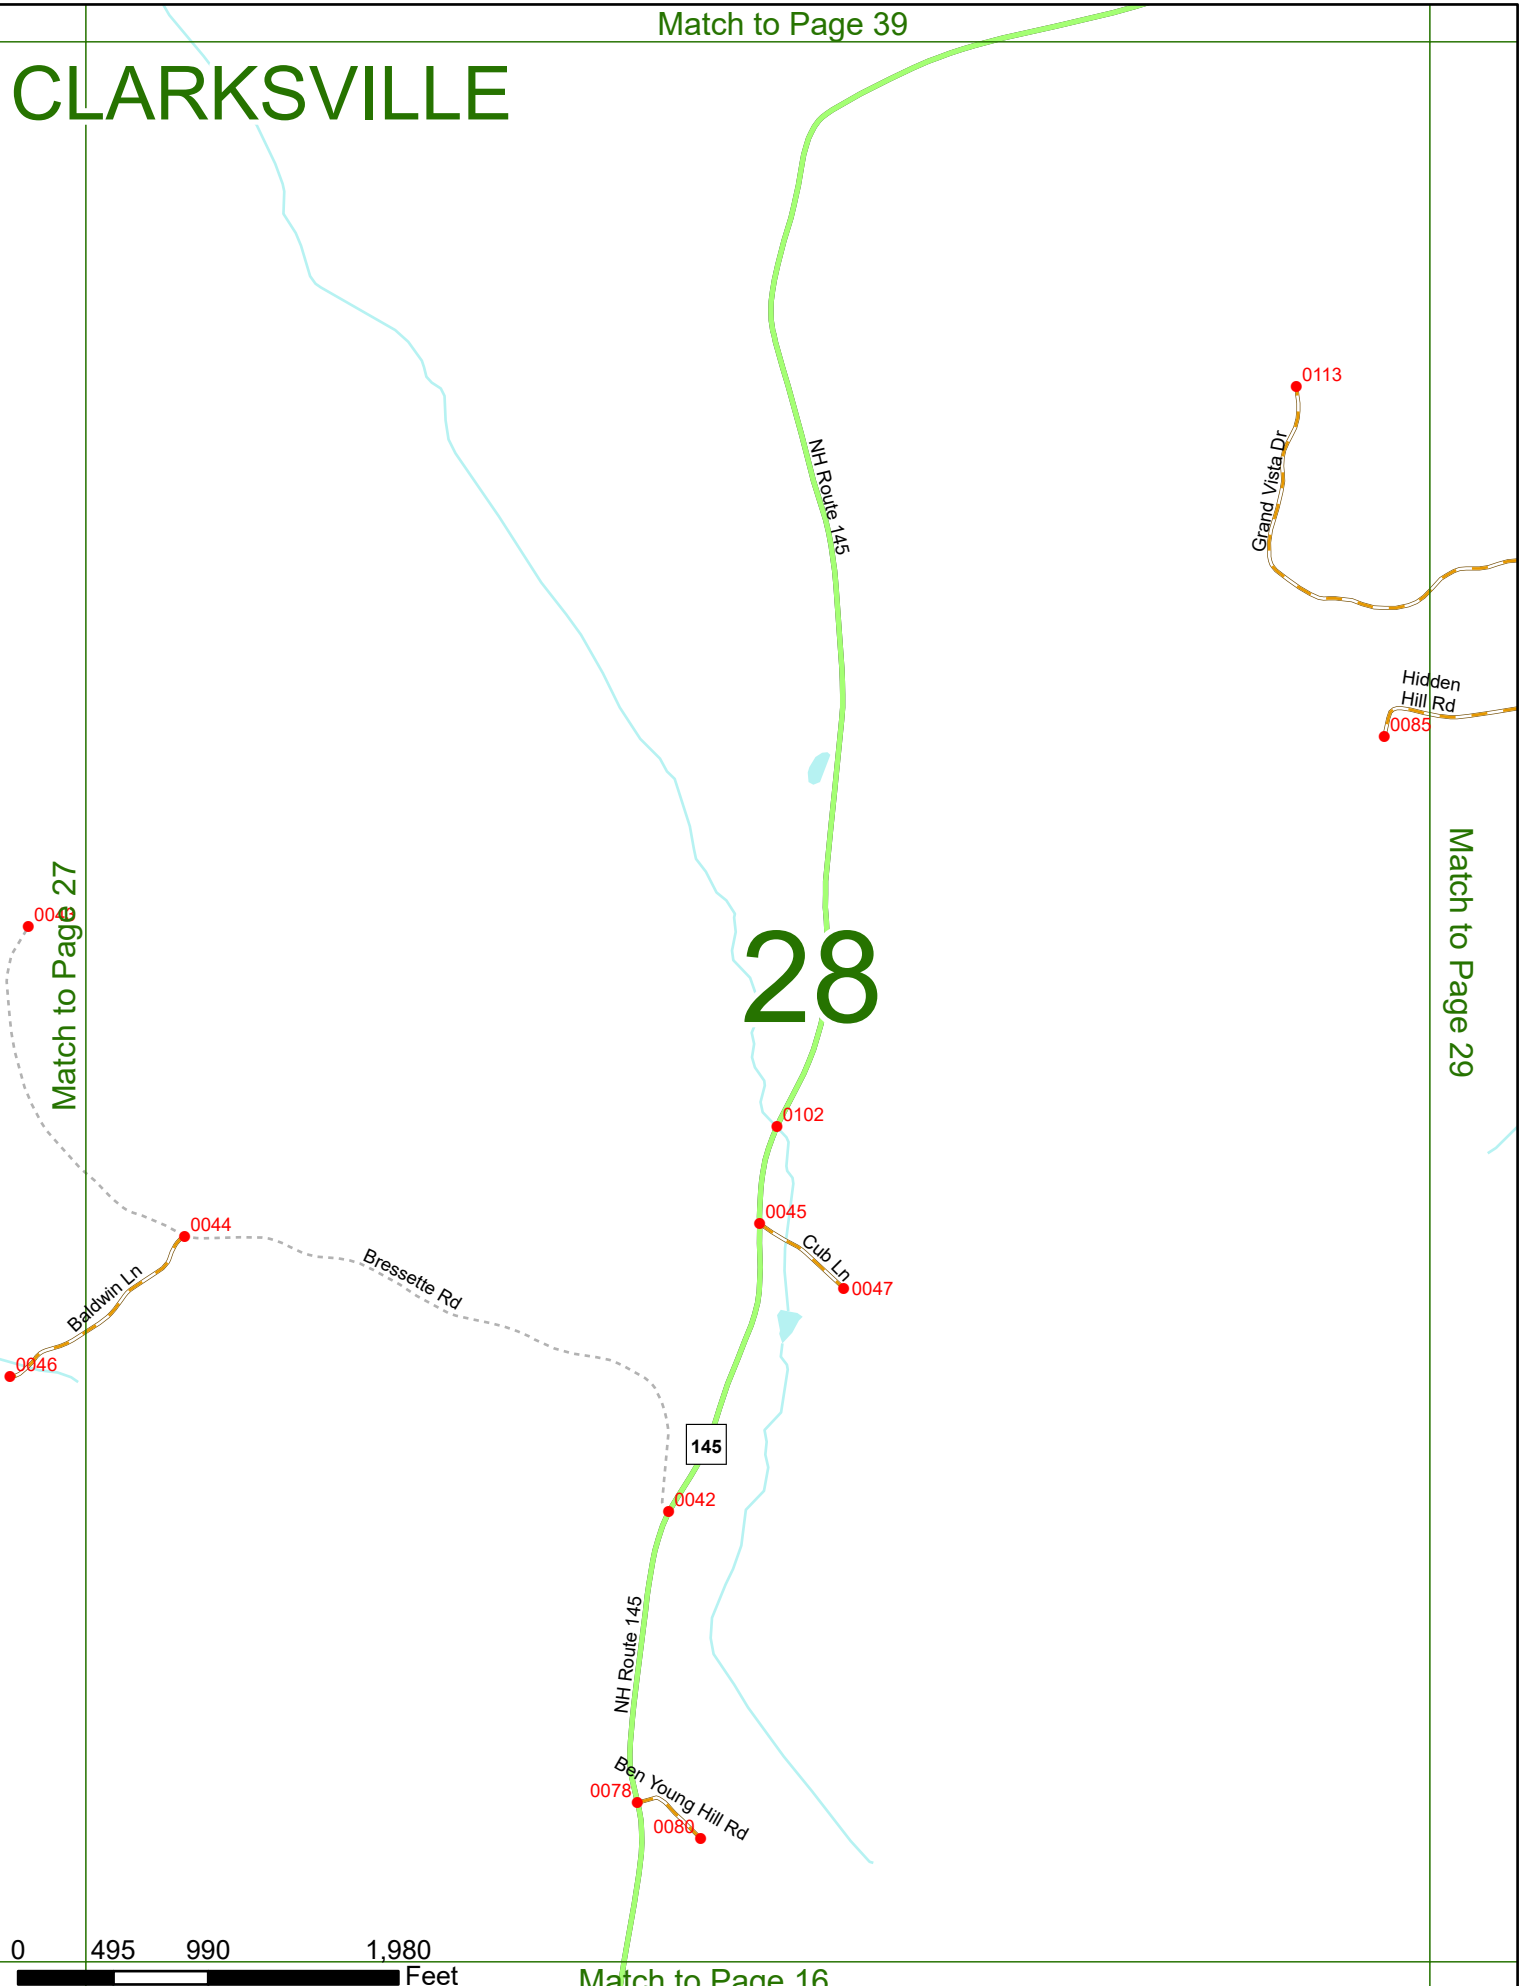 Match to Page 39
CLARKSVILLE
0113
NH Route 145
Grand Vista Dr
Hidden
Hill Rd
0085
Match to Page 27
Match to Page 29
0043
28
0102
0045
0044
Cub Ln
Bressette Rd
Baldwin Ln
0047
0046
145
0042
NH Route 145
Ben Young Hill Rd
0078
0080
0 495 990 1,980
Feet
Match to Page 16